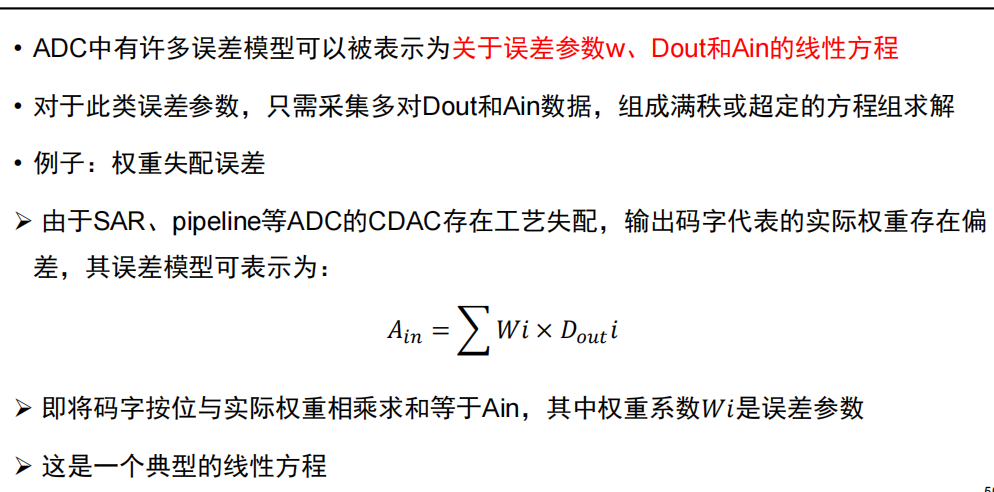 • ADC中有许多误差模型可以被表示为关于误差参数w、Dout和Ain的线性方程
• 对于此类误差参数，只需采集多对Dout和Ain数据，组成满秩或超定的方程组求解
• 例子：权重失配误差
➢ 由于SAR、pipeline等ADC的CDAC存在工艺失配，输出码字代表的实际权重存在偏
差，其误差模型可表示为：
A_{in} = ∑ Wi × D_{out}i
➢ 即将码字按位与实际权重相乘求和等于Ain，其中权重系数Wi是误差参数
➢ 这是一个典型的线性方程